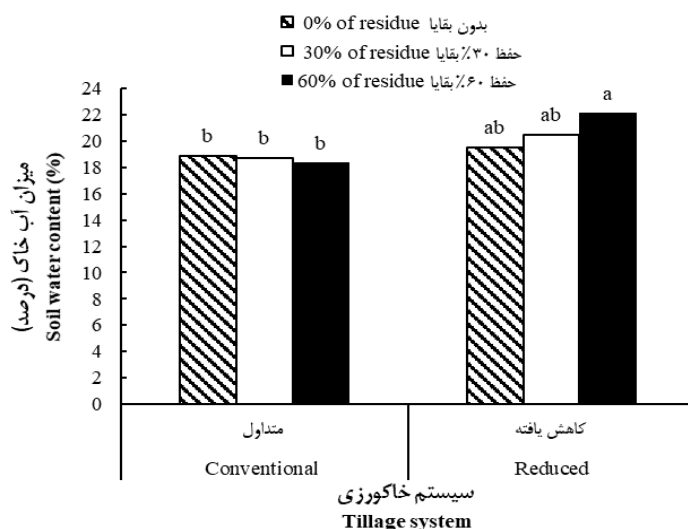 بدون بقایا 0% of residue
حفظ ۳۰٪ بقایا 30% of residue
حفظ ۶۰٪ بقایا 60% of residue
میزان آب خاک (درصد)
Soil water content (%)
24
22
20
18
16
14
12
10
8
6
4
2
0
b b b ab ab a
متداول کاهش یافته
Conventional Reduced
سیستم خاکورزی
Tillage system